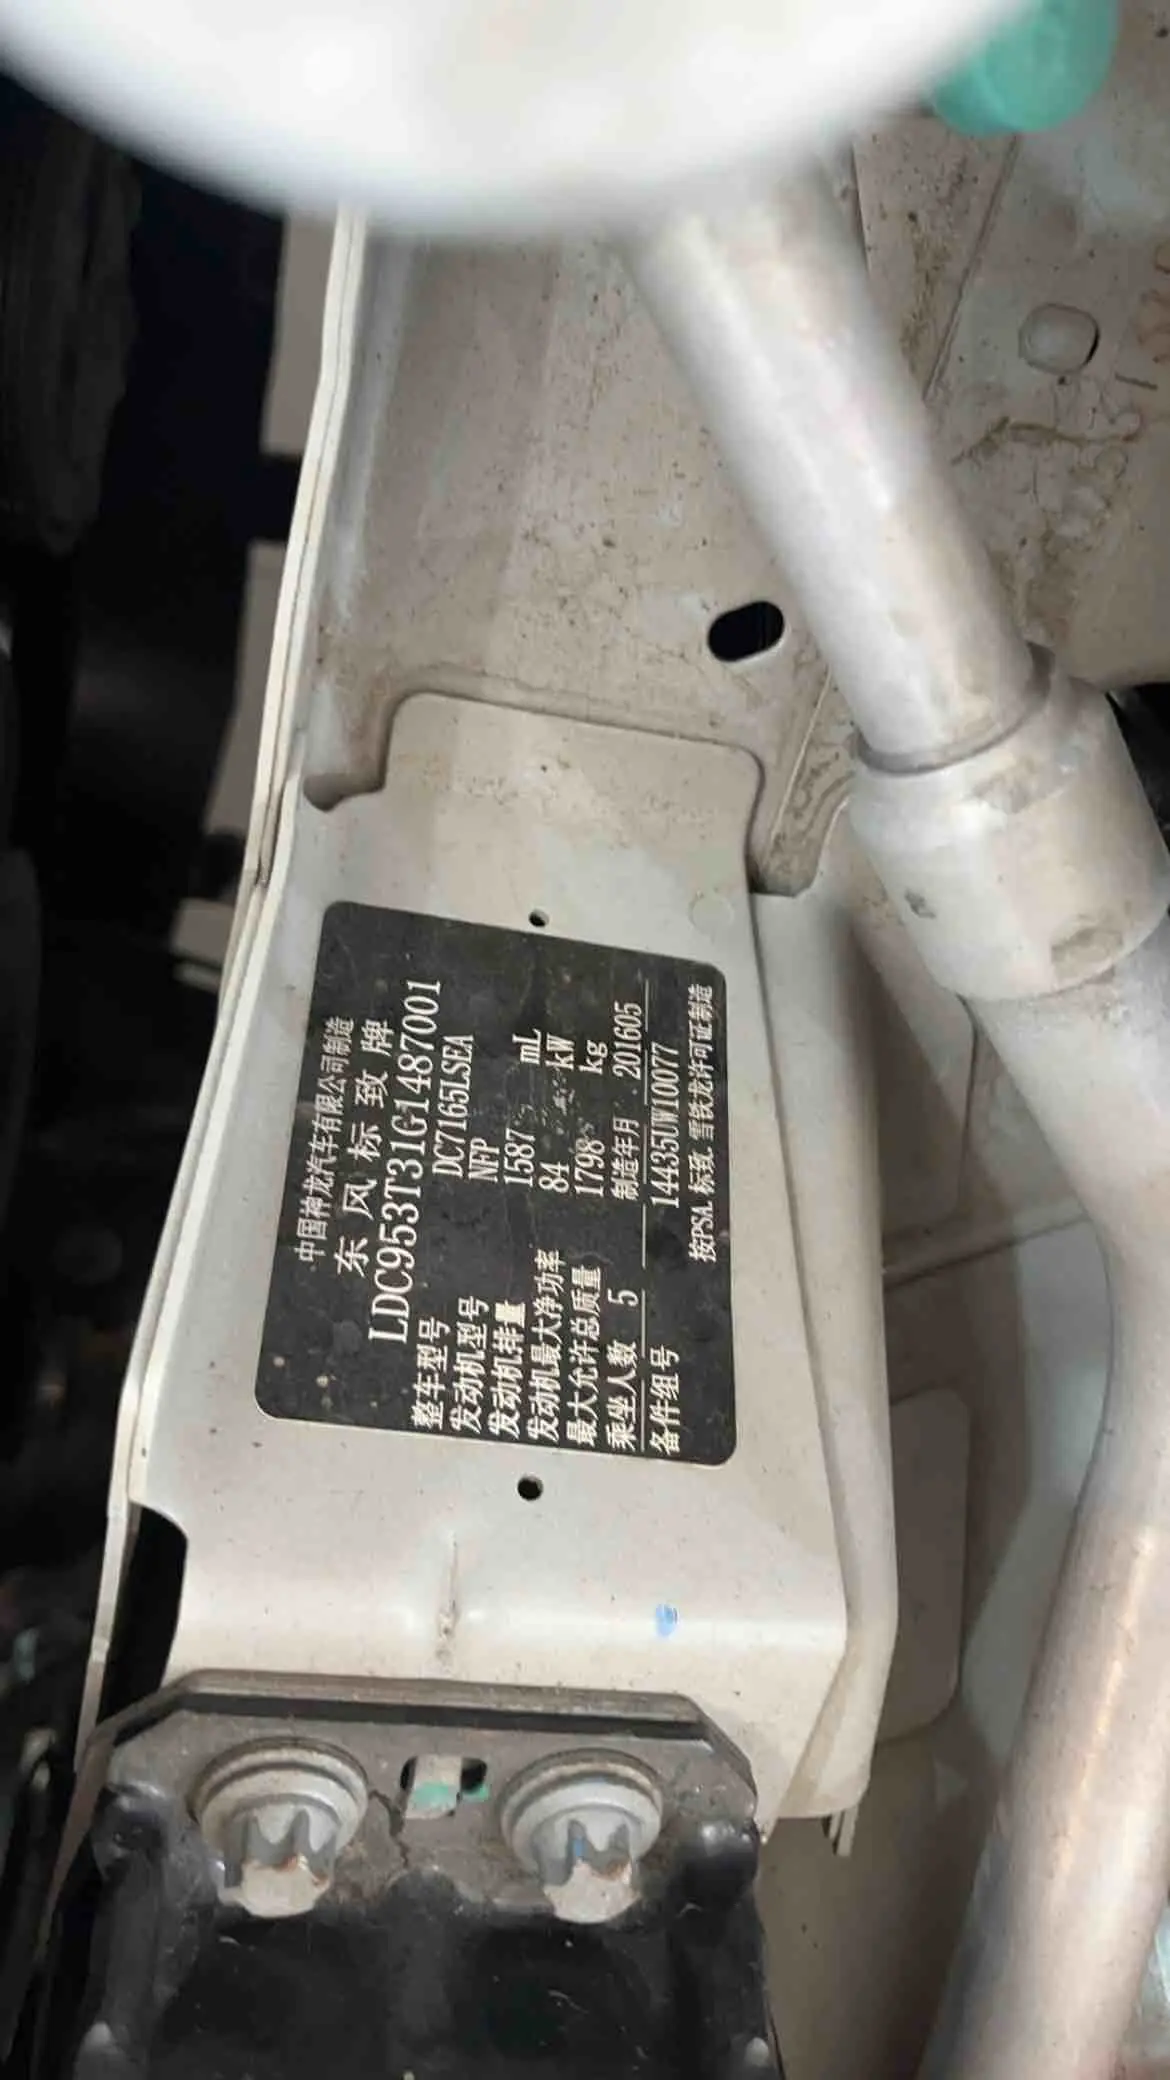 中国神龙汽车有限公司制造
东风标致牌
LDC953T31G1487001
整车型号 DC7165LSEA
发动机型号 NFP
发动机排量 1587 mL
发动机最大净功率 84 kW
最大允许总质量 1798 kg
乘坐人数 5 制造年月 201605
备件组号 14435UW10077
按PSA.标致.雪铁龙许可证制造